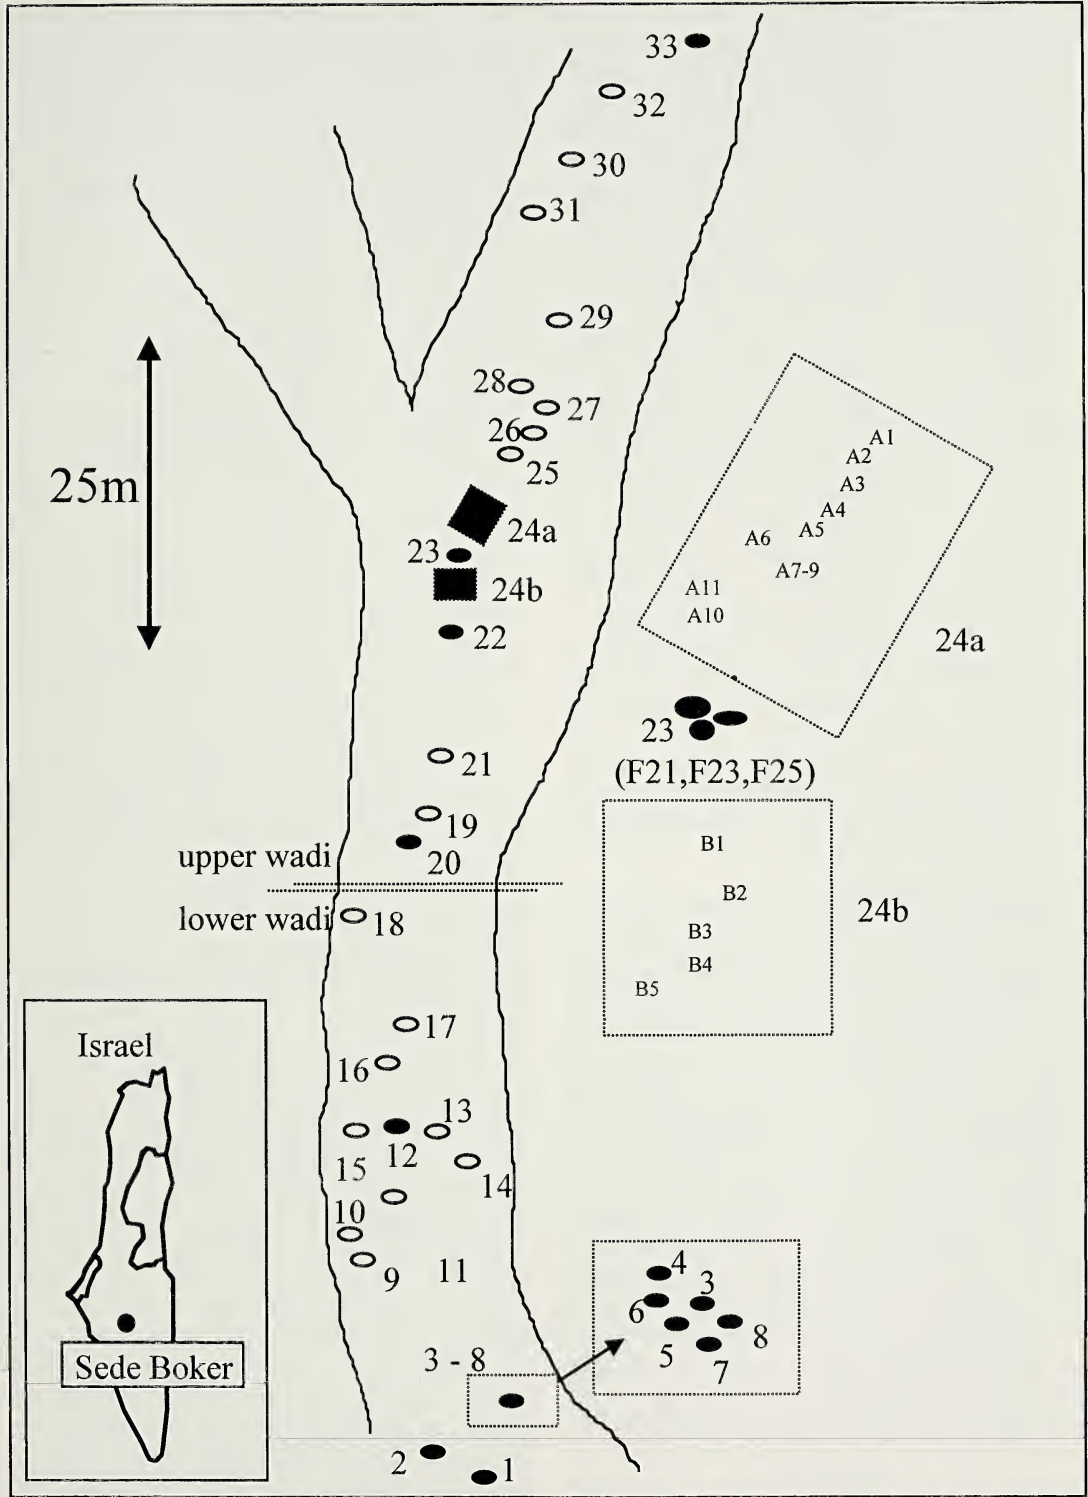 33
32
30
31
29
28
27
26
25
25m
24a
23
24b
22
21
19
20
upper wadi
lower wadi
18
17
16
13
12
15
14
10
9
11
3 - 8
2
1
A1
A2
A3
A4
A5
A6
A7-9
A11
A10
24a
23
(F21,F23,F25)
B1
B2
B3
B4
B5
24b
4
3
6
8
5
7
Israel
Sede Boker